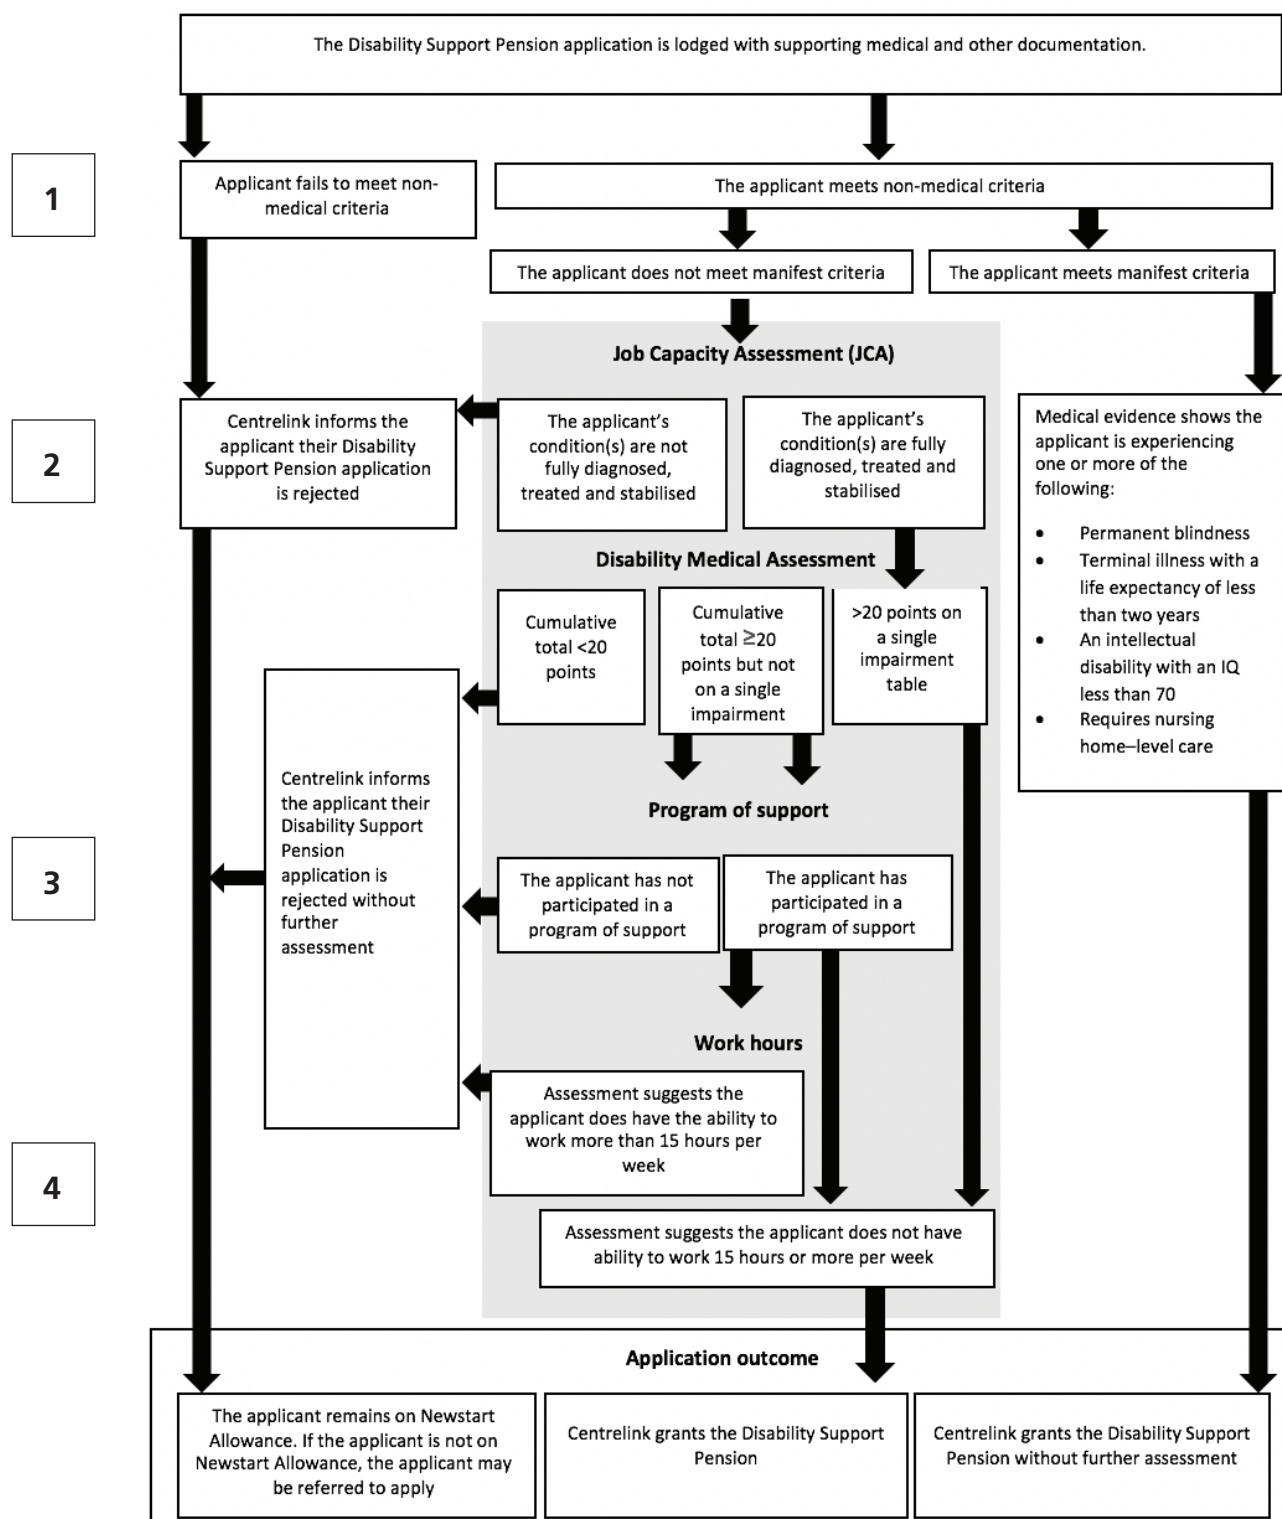 The Disability Support Pension application is lodged with supporting medical and other documentation.
1
Applicant fails to meet non-
medical criteria
The applicant meets non-medical criteria
The applicant does not meet manifest criteria
The applicant meets manifest criteria
Job Capacity Assessment (JCA)
2
Centrelink informs the
applicant their Disability
Support Pension application
is rejected
The applicant's
condition(s) are not
fully diagnosed,
treated and stabilised
The applicant's
condition(s) are fully
diagnosed, treated and
stabilised
Medical evidence shows the
applicant is experiencing
one or more of the
following:
• Permanent blindness
• Terminal illness with a
life expectancy of less
than two years
• An intellectual
disability with an IQ
less than 70
• Requires nursing
home–level care
Disability Medical Assessment
Cumulative
total <20
points
Cumulative
total ≥20
points but not
on a single
impairment
>20 points on
a single
impairment
table
Centrelink informs
the applicant their
Disability Support
Pension
application is
rejected without
further
assessment
Program of support
3
The applicant has not
participated in a
program of support
The applicant has
participated in a
program of support
Work hours
Assessment suggests the
applicant does have the ability to
work more than 15 hours per
week
4
Assessment suggests the applicant does not have
ability to work 15 hours or more per week
Application outcome
The applicant remains on Newstart
Allowance. If the applicant is not on
Newstart Allowance, the applicant may
be referred to apply
Centrelink grants the Disability Support
Pension
Centrelink grants the Disability Support
Pension without further assessment